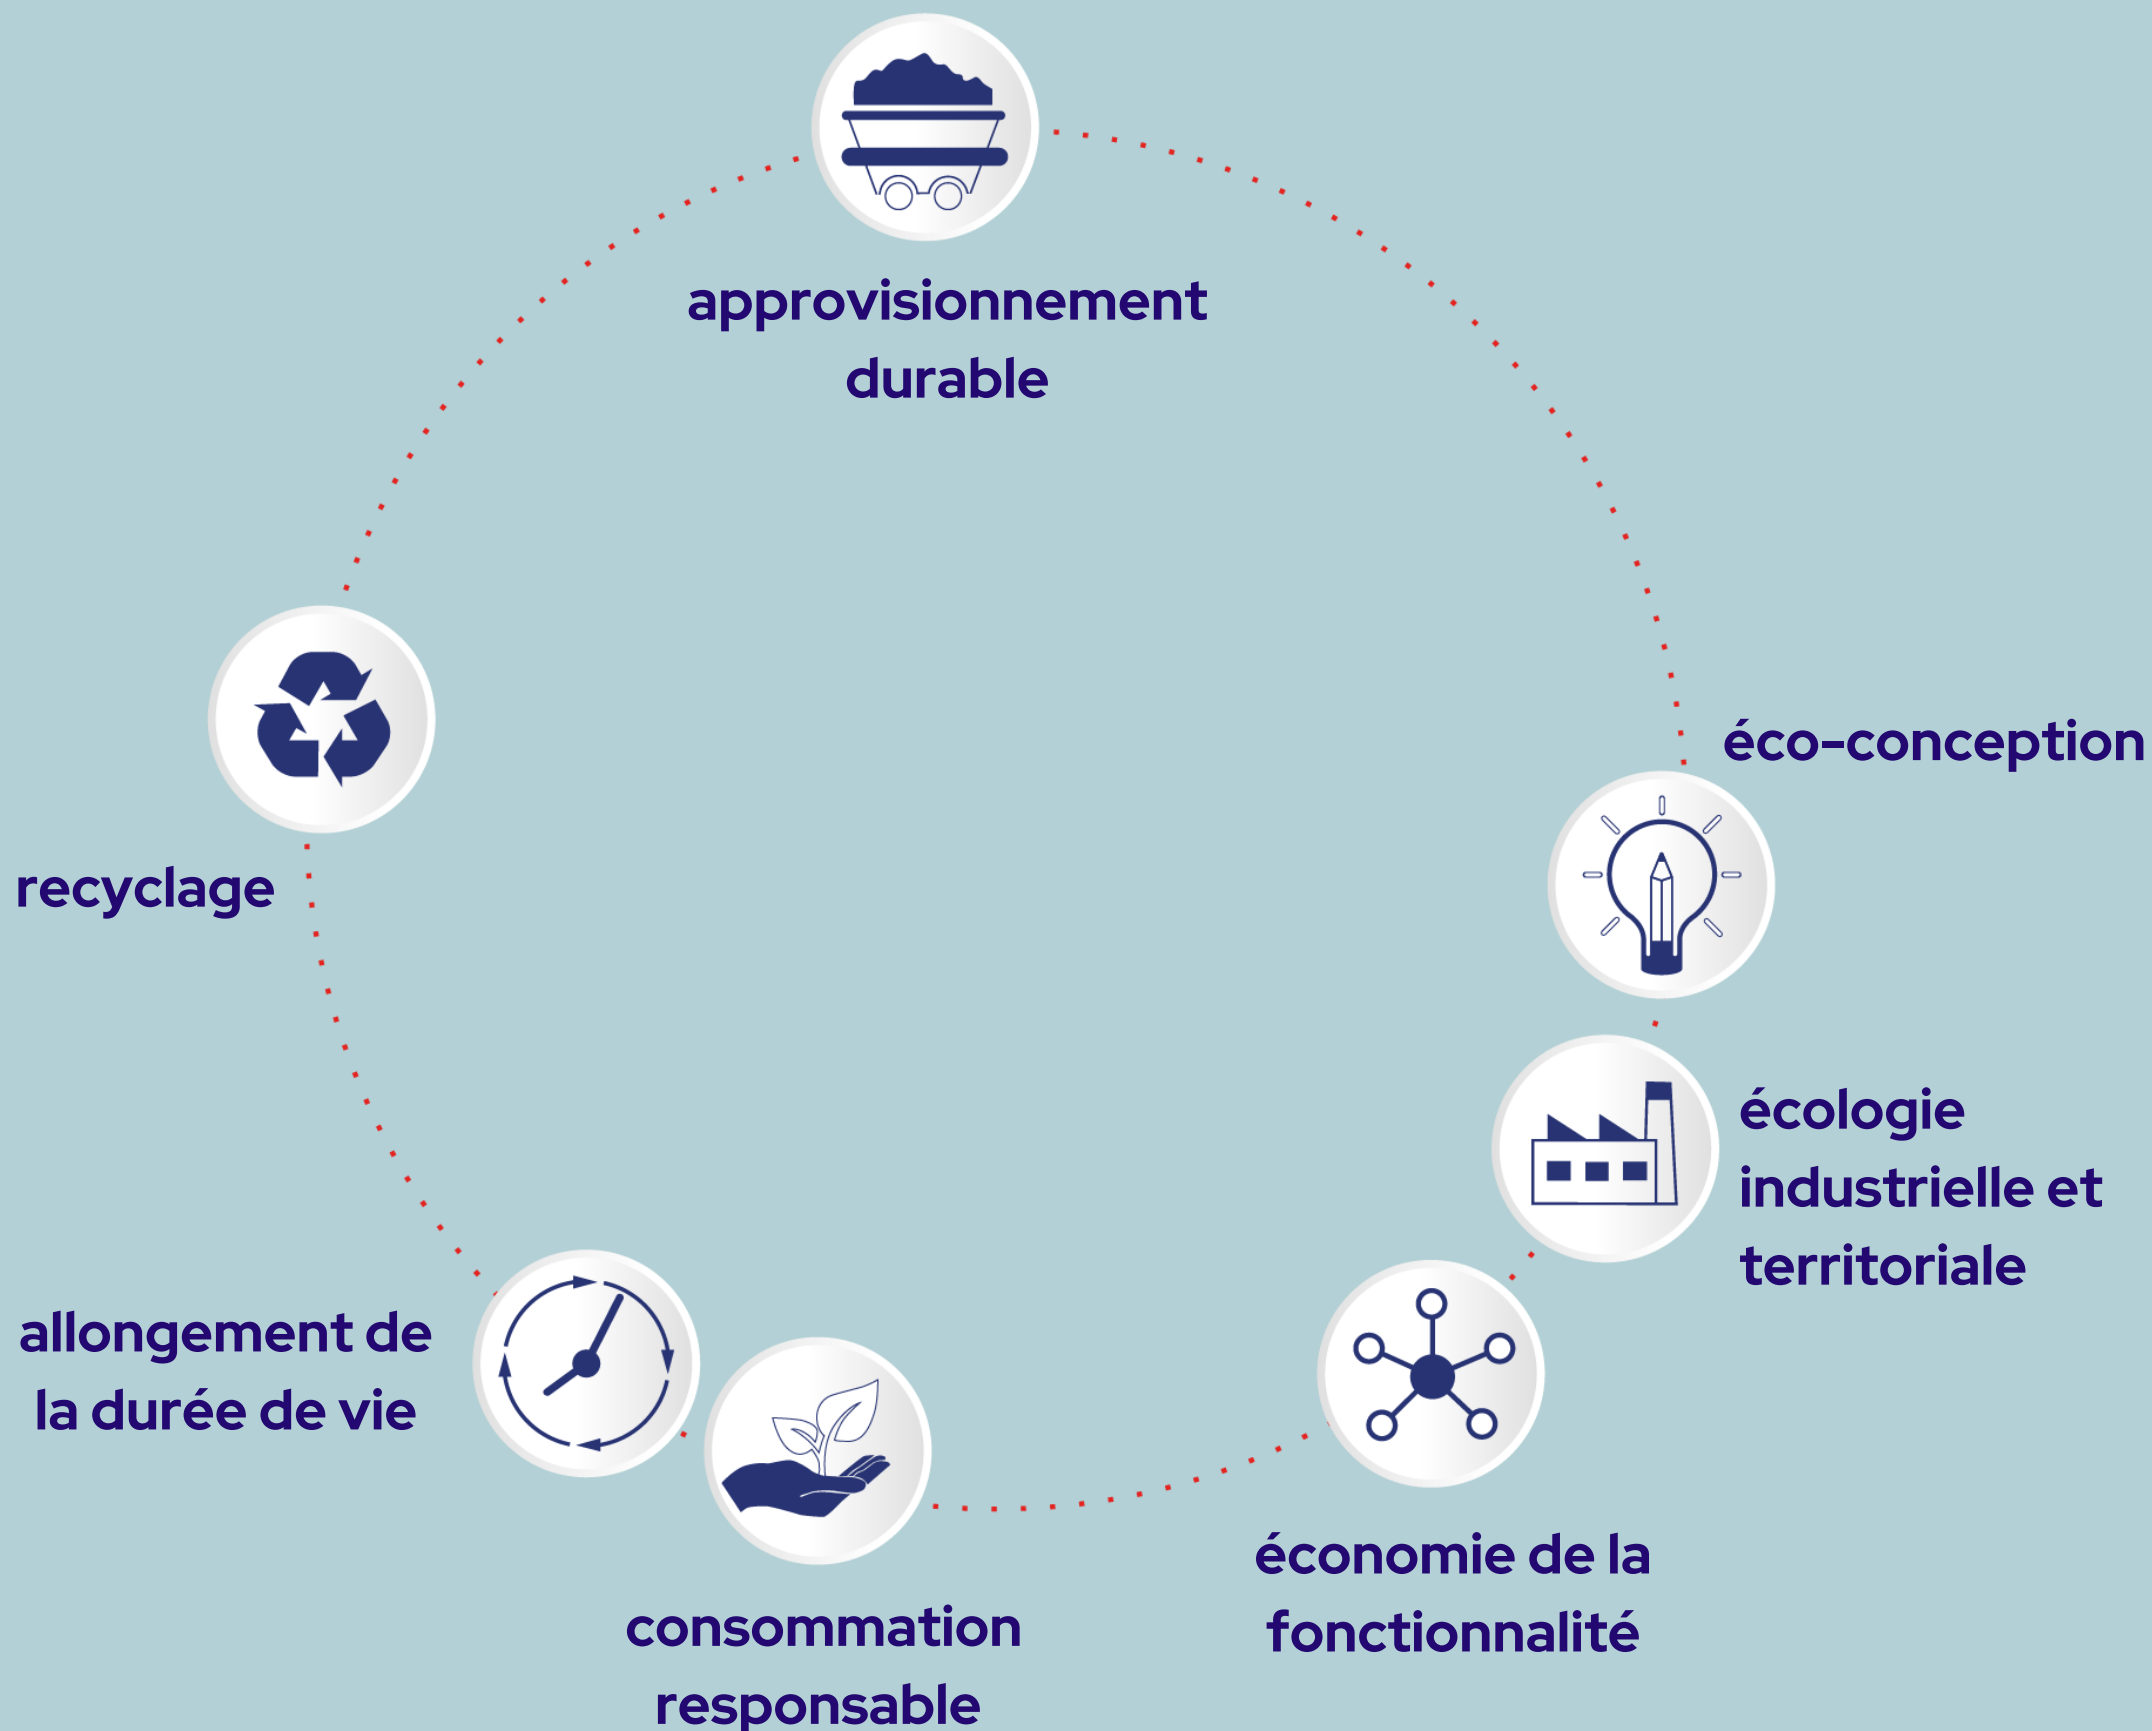 approvisionnement
durable
éco-conception
recyclage
écologie
industrielle et
territoriale
allongement de
la durée de vie
économie de la
fonctionnalité
consommation
responsable